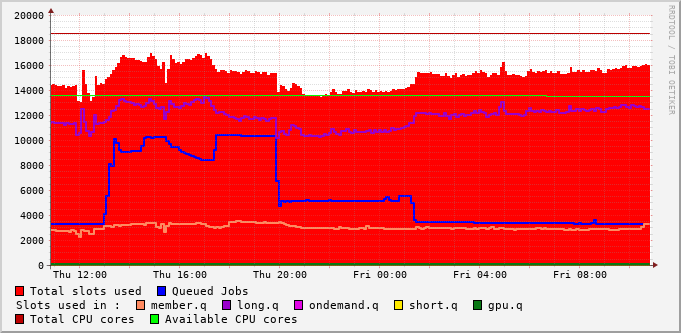 20000
18000
16000
14000
12000
10000
8000
6000
4000
2000
0
Thu 12:00 Thu 16:00 Thu 20:00 Fri 00:00 Fri 04:00 Fri 08:00
Total slots used Queued Jobs
Slots used in : member.q long.q ondemand.q short.q gpu.q
Total CPU cores Available CPU cores
RRDTOOL / TOBI OETIKER